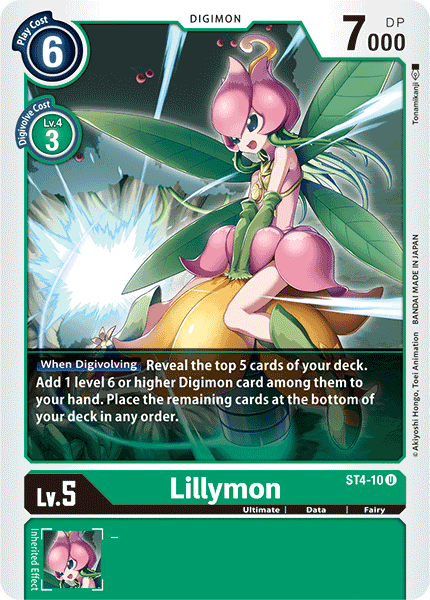 Play Cost
6
DIGIMON
DP
7000
Digivolve Cost
Lv.4
3
Tonamikanji
When Digivolving Reveal the top 5 cards of your deck.
Add 1 level 6 or higher Digimon card among them to
your hand. Place the remaining cards at the bottom of
your deck in any order.
© Akiyoshi Hongo, Toei Animation BANDAI MADE IN JAPAN
Lv.5
Lillymon
ST4-10 U
Ultimate | Data | Fairy
Inherited Effect
–